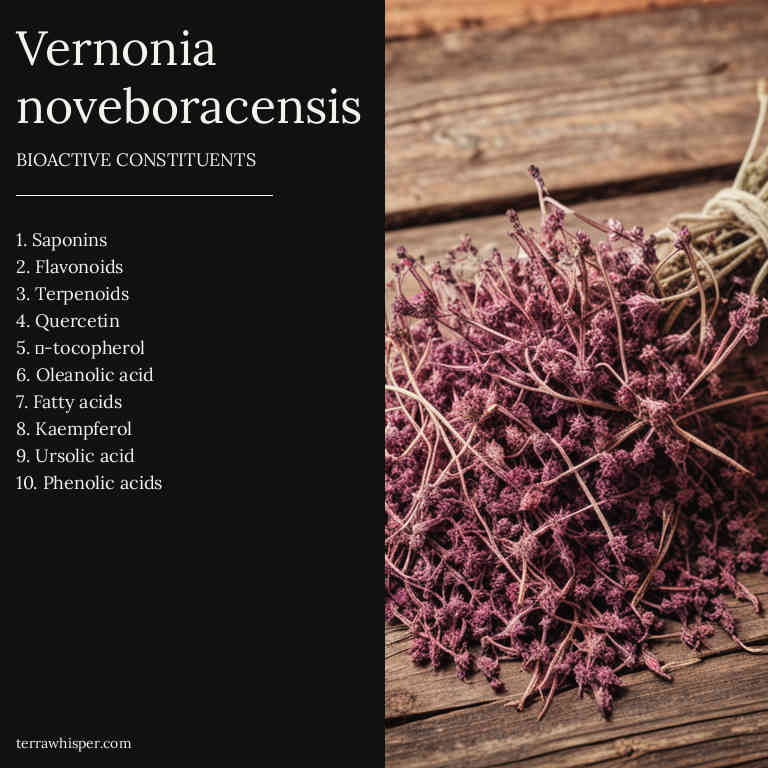 Vernonia
noveboracensis
BIOACTIVE CONSTITUENTS
1. Saponins
2. Flavonoids
3. Terpenoids
4. Quercetin
5. □-tocopherol
6. Oleanolic acid
7. Fatty acids
8. Kaempferol
9. Ursolic acid
10. Phenolic acids
terrawhisper.com